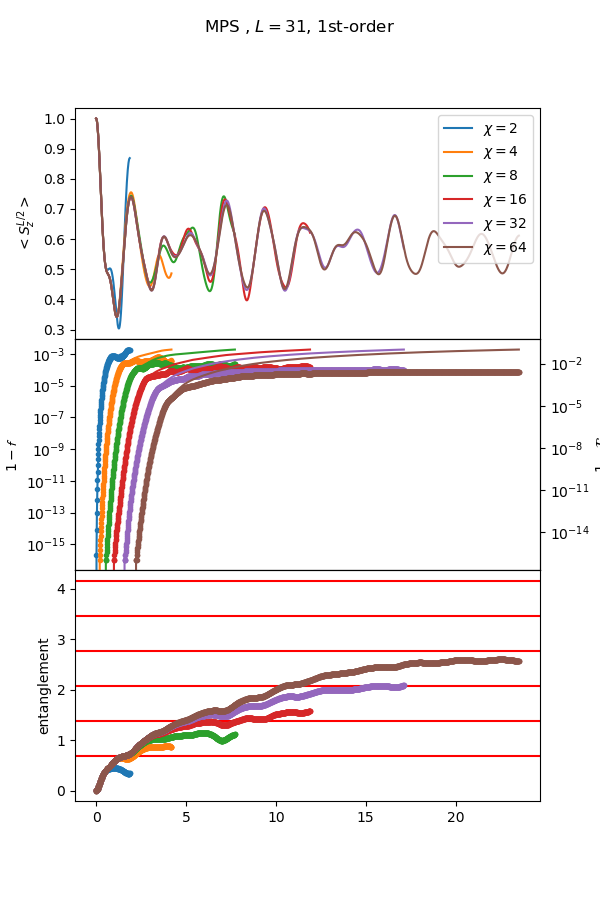 MPS , $L = 31$, 1st-order
$< S_z^{L/2} >$
1.0
0.9
0.8
0.7
0.6
0.5
0.4
0.3
χ = 2
χ = 4
χ = 8
χ = 16
χ = 32
χ = 64
1 − f
10⁻³
10⁻⁵
10⁻⁷
10⁻⁹
10⁻¹¹
10⁻¹³
10⁻¹⁵
10⁻²
10⁻⁵
10⁻⁸
10⁻¹¹
10⁻¹⁴
entanglement
4
3
2
1
0
0 5 10 15 20